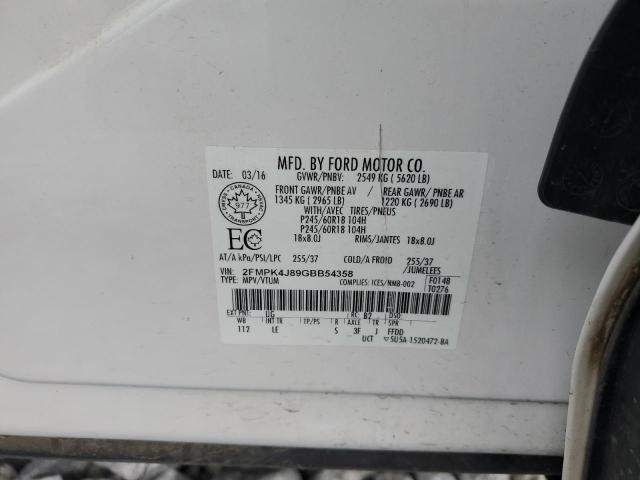 MFD. BY FORD MOTOR CO.
DATE: 03/16 GVWR/PNBV: 2549 KG ( 5620 LB)
FRONT GAWR/PNBE AV REAR GAWR/ PNBE AR
1345 KG ( 2965 LB) 1220 KG ( 2690 LB)
WITH/AVEC TIRES/PNEUS
P245/60R18 104H
P245/60R18 104H
18x8.0J RIMS/JANTES 18x8.0J
977
TRANSPORT
EC
AT/A kPa/PSI/LPC 255/37 COLD/A FROID 255/37
/JUMELEES
VIN: 2FMPK4J89GBB54358
TYPE: MPV/VTUM COMPLIES: ICES/NMB-002
F0148
T0276
EXT PNT: UG RC: B2 DSO:
WB INT TR TP/PS R AXLE TR SPR
112 LE S 3F J FFDD
UCT ▽5U5A-1520472-BA